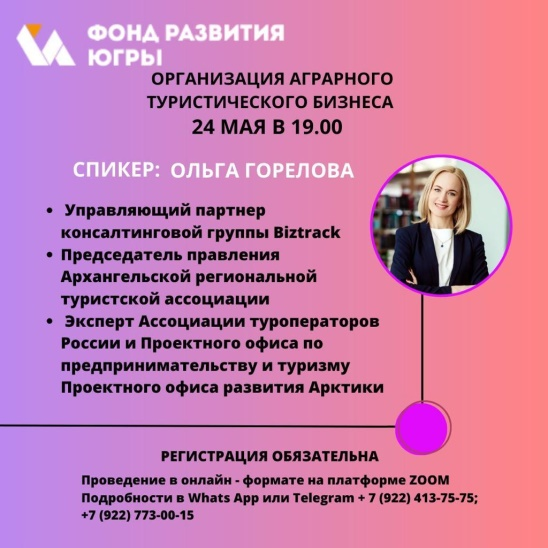 ФОНД РАЗВИТИЯ
ЮГРЫ
ОРГАНИЗАЦИЯ АГРАРНОГО
ТУРИСТИЧЕСКОГО БИЗНЕСА
24 МАЯ В 19.00
СПИКЕР: ОЛЬГА ГОРЕЛОВА
• Управляющий партнер
консалтинговой группы Biztrack
• Председатель правления
Архангельской региональной
туристской ассоциации
• Эксперт Ассоциации туроператоров
России и Проектного офиса по
предпринимательству и туризму
Проектного офиса развития Арктики
РЕГИСТРАЦИЯ ОБЯЗАТЕЛЬНА
Проведение в онлайн - формате на платформе ZOOM
Подробности в Whats App или Telegram + 7 (922) 413-75-75;
+7 (922) 773-00-15